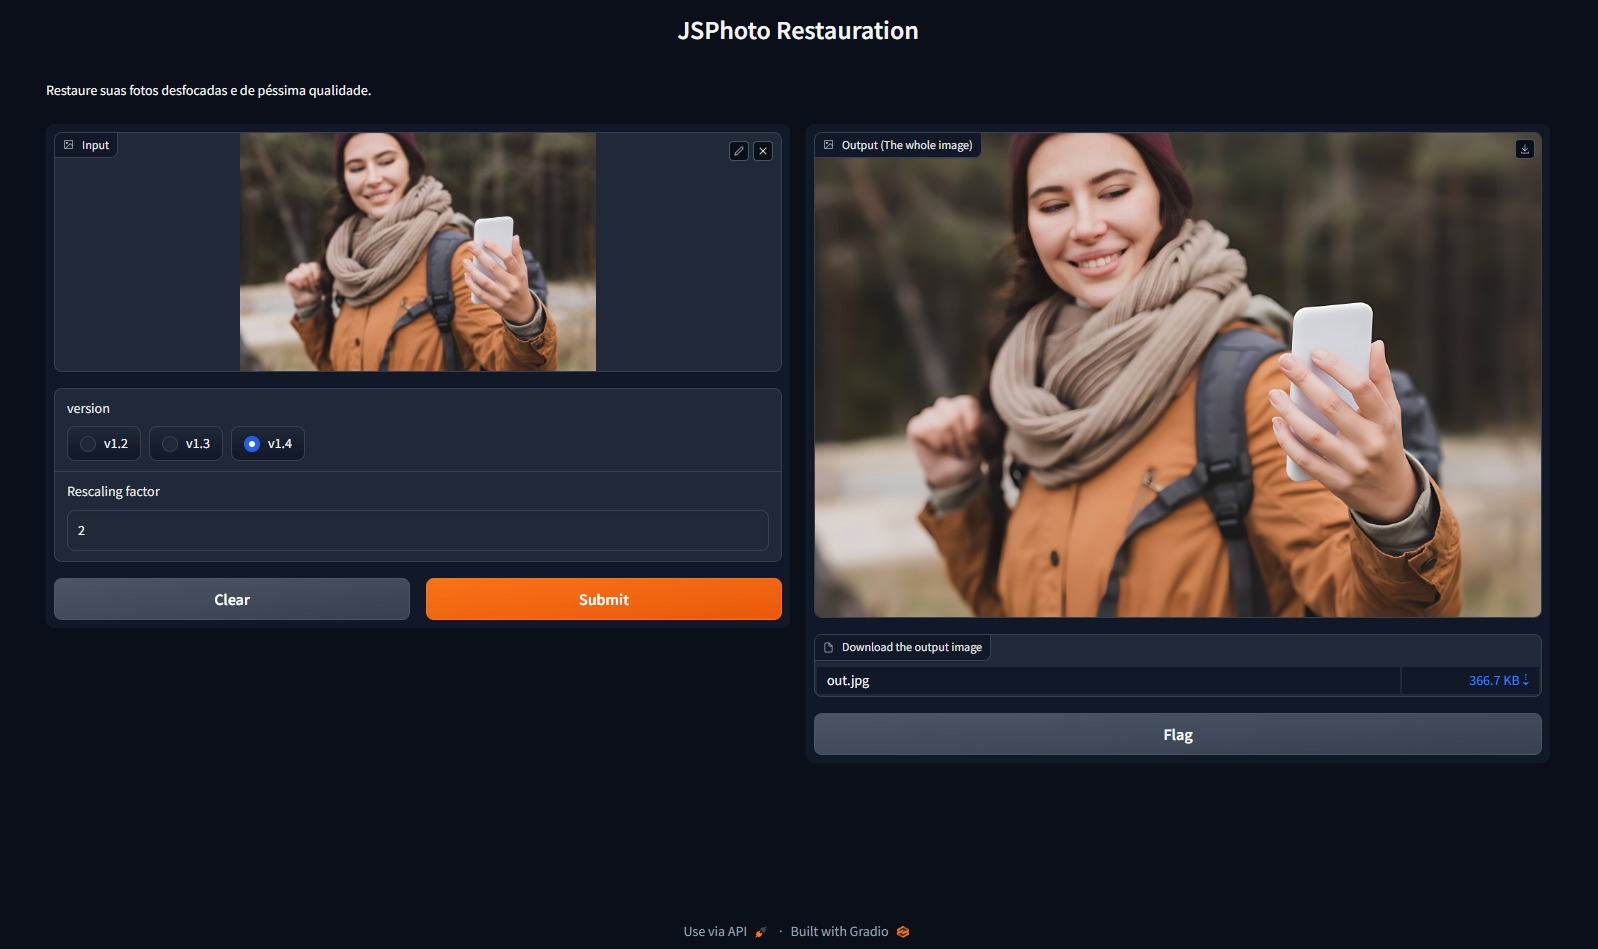 JSPhoto Restauration
Restaure suas fotos desfocadas e de péssima qualidade.
Input
version
v1.2
v1.3
v1.4
Rescaling factor
2
Clear
Submit
Output (The whole image)
Download the output image
out.jpg
366.7 KB ⇣
Flag
Use via API · Built with Gradio